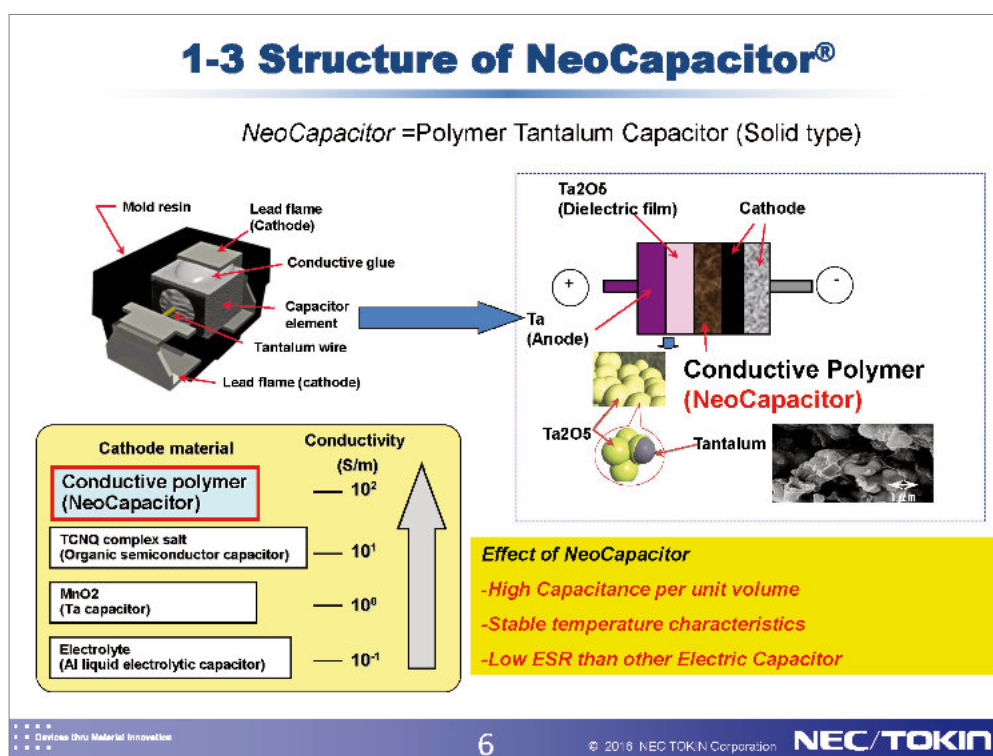 1-3 Structure of NeoCapacitor®
NeoCapacitor =Polymer Tantalum Capacitor (Solid type)
Mold resin
Lead flame
(Cathode)
Conductive glue
Capacitor
element
Tantalum wire
Lead flame (cathode)
Ta2Oδ
(Dielectric film)
Cathode
+
-
Ta
(Anode)
Conductive Polymer
(NeoCapacitor)
Ta2O5
Tantalum
1μm
Cathode material
Conductivity
(S/m)
Conductive polymer
(NeoCapacitor)
10²
TCNQ complex salt
(Organic semiconductor capacitor)
10¹
MnO2
(Ta capacitor)
10⁰
Electrolyte
(Al liquid electrolytic capacitor)
10⁻¹
Effect of NeoCapacitor
-High Capacitance per unit volume
-Stable temperature characteristics
-Low ESR than other Electric Capacitor
Devices thru Material Innovation
6
© 2016 NEC TOKIN Corporation
NEC/TOKIN